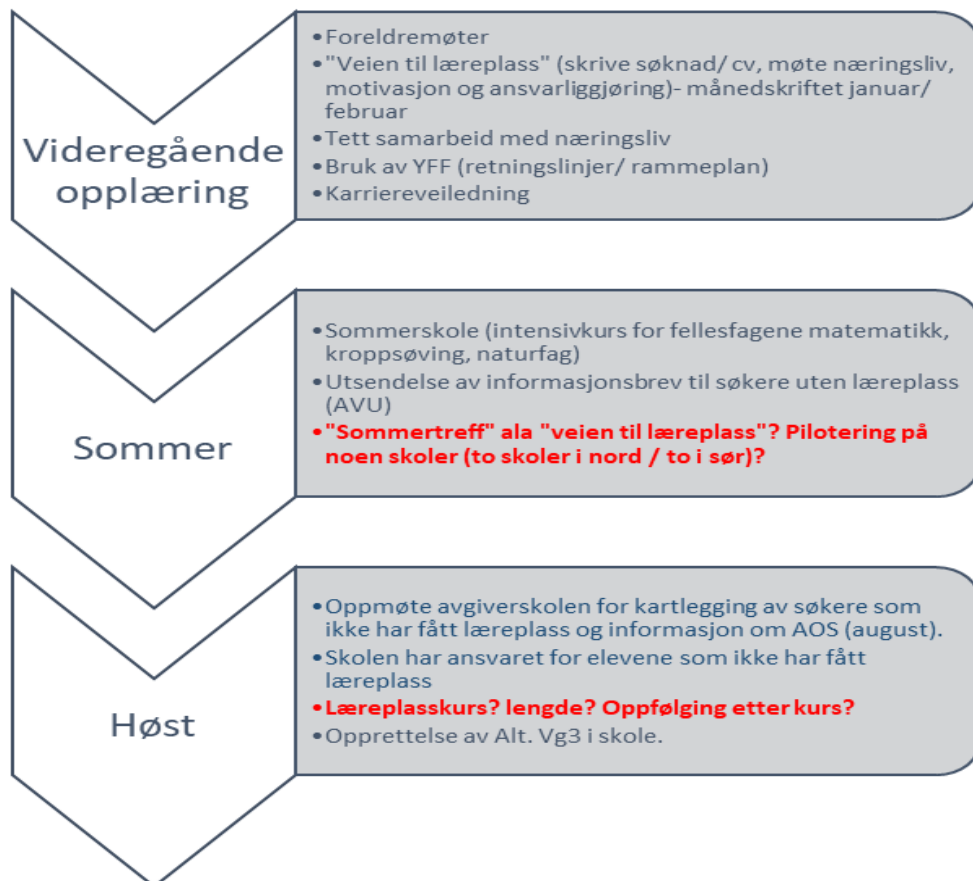 Videregående
opplæring
•Foreldremøter
•"Veien til læreplass" (skrive søknad/ cv, møte næringsliv,
motivasjon og ansvarliggjøring)- månedskriftet januar/
februar
•Tett samarbeid med næringsliv
•Bruk av YFF (retningslinjer/ rammeplan)
•Karriereveiledning
Sommer
•Sommerskole (intensivkurs for fellesfagene matematikk,
kroppsøving, naturfag)
•Utsendelse av informasjonsbrev til søkere uten læreplass
(AVU)
•"Sommertreff" ala "veien til læreplass"? Pilotering på
noen skoler (to skoler i nord / to i sør)?
Høst
•Oppmøte avgiverskolen for kartlegging av søkere som
ikke har fått læreplass og informasjon om AOS (august).
•Skolen har ansvaret for elevene som ikke har fått
læreplass
•Læreplasskurs? lengde? Oppfølging etter kurs?
•Opprettelse av Alt. Vg3 i skole.